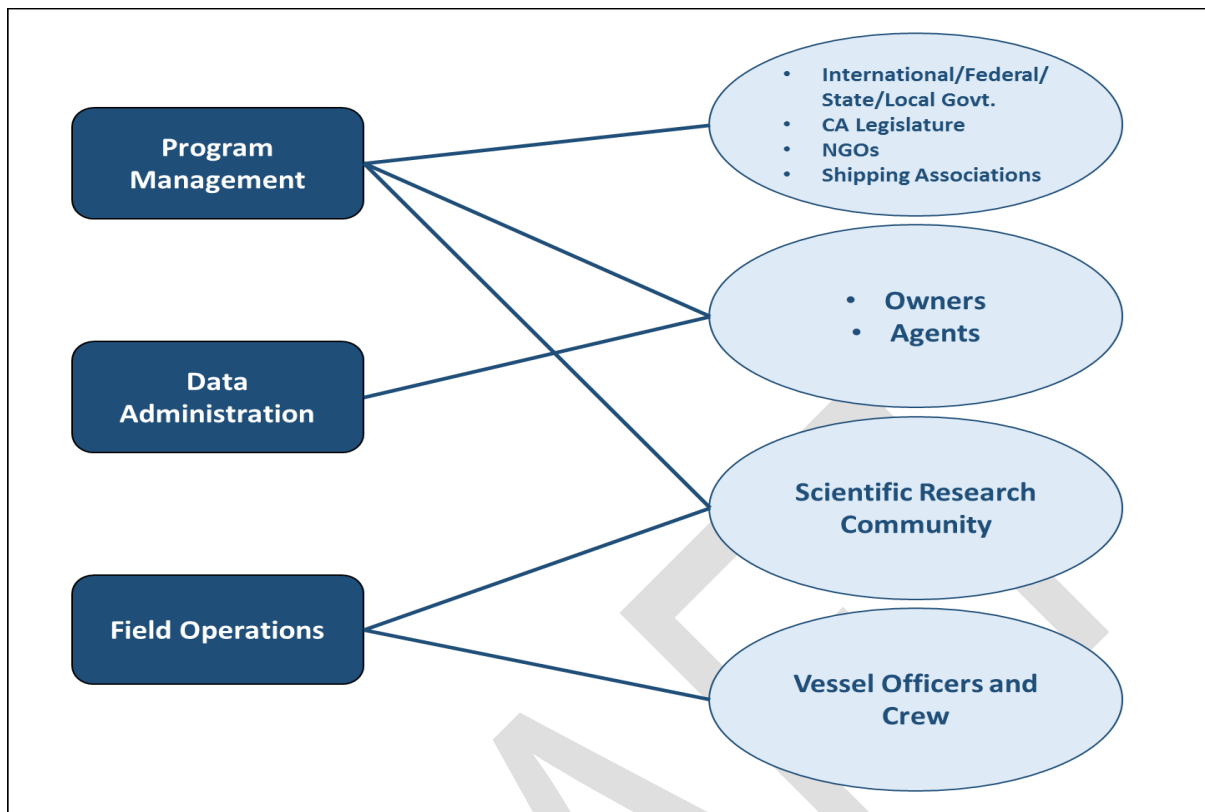 Program
Management
Data
Administration
Field Operations
• International/Federal/
State/Local Govt.
• CA Legislature
• NGOs
• Shipping Associations
• Owners
• Agents
Scientific Research
Community
Vessel Officers and
Crew